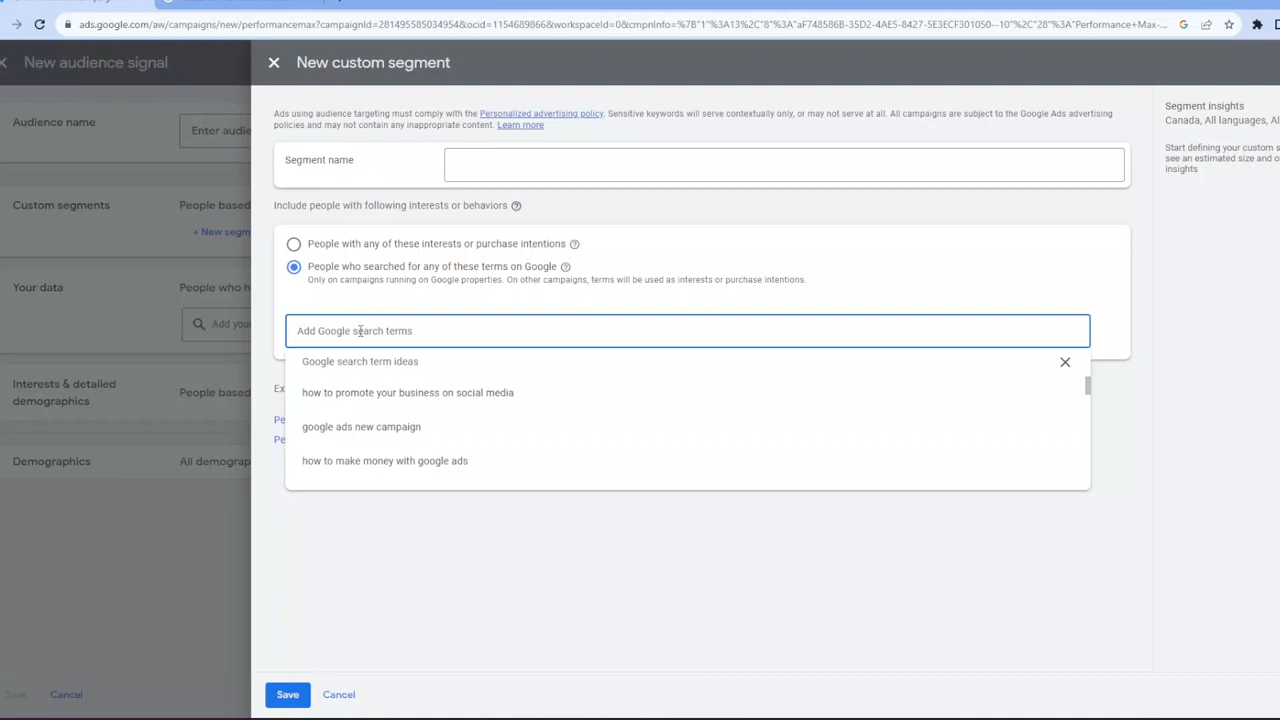 ads.google.com/aw/campaigns/new/performancemax?campaignId=281495585034954&ocid=1154689866&workspaceId=0&cmpnInfo=%7B"1"%3A13%2C"8"%3A"aF748586B-35D2-4AE5-8427-5E3ECF301050--10"%2C"28"%3A"Performance+Max-...
New audience signal
New custom segment
Audience name
Enter audie
Ads using audience targeting must comply with the Personalized advertising policy. Sensitive keywords will serve contextually only, or may not serve at all. All campaigns are subject to the Google Ads advertising
policies and may not contain any inappropriate content. Learn more
Segment insights
Canada, All languages, Al
Start defining your custom s
see an estimated size and o
insights
Segment name
Custom segments
People based
+ New segm
Include people with following interests or behaviors
People with any of these interests or purchase intentions
People who searched for any of these terms on Google
Only on campaigns running on Google properties. On other campaigns, terms will be used as interests or purchase intentions.
Your data
People who h
Add your
Add Google search terms
Google search term ideas
how to promote your business on social media
google ads new campaign
how to make money with google ads
Interests & detailed
demographics
People based
Ex
Pe
Pe
Demographics
All demograp
Save
Cancel
Save
Cancel